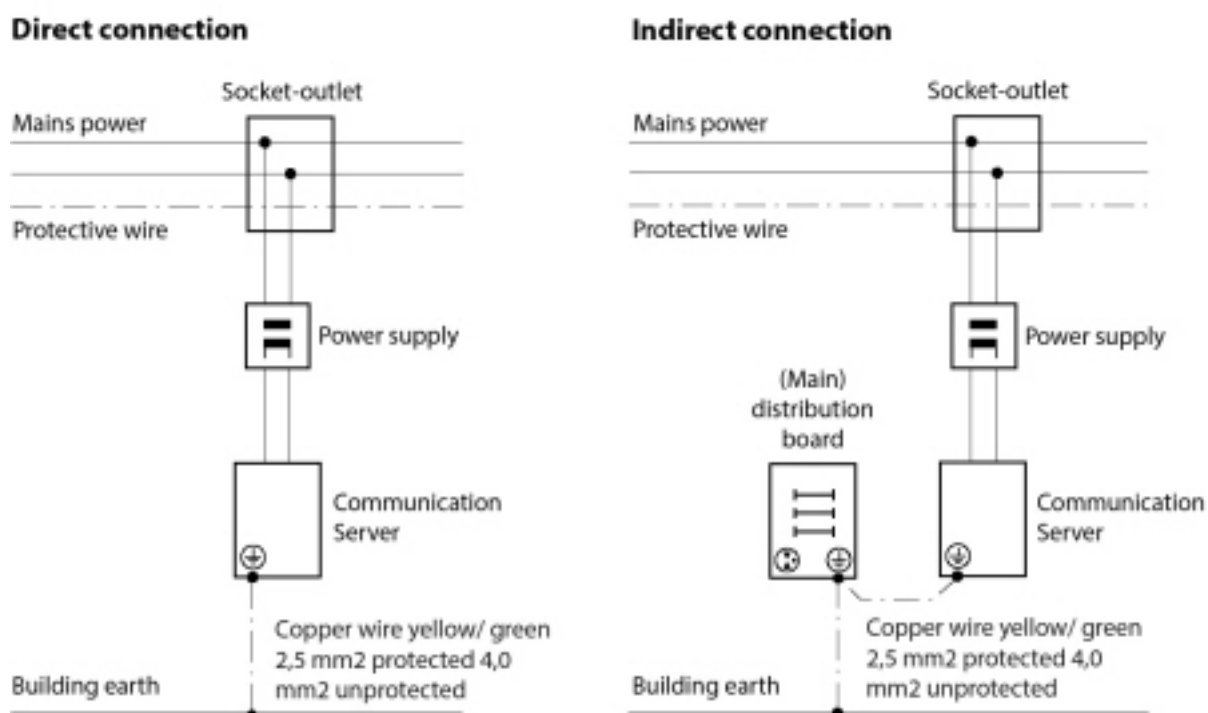 Direct connection
Socket-outlet
Mains power
Protective wire
Power supply
Communication
Server
Copper wire yellow/ green
2,5 mm2 protected 4,0
mm2 unprotected
Building earth
Indirect connection
Socket-outlet
Mains power
Protective wire
Power supply
(Main)
distribution
board
Communication
Server
Copper wire yellow/ green
2,5 mm2 protected 4,0
mm2 unprotected
Building earth